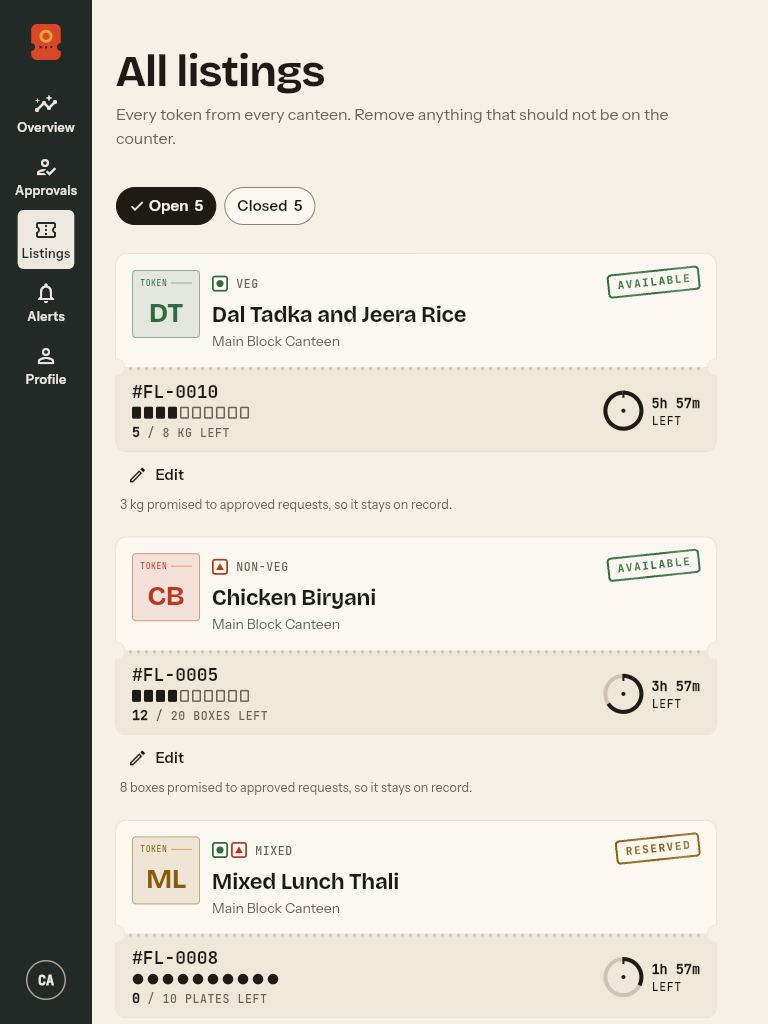 All listings
Every token from every canteen. Remove anything that should not be on the
counter.
Overview
Approvals
Listings
Alerts
Profile
CA
Open 5
Closed 5
TOKEN
DT
VEG
Dal Tadka and Jeera Rice
Main Block Canteen
AVAILABLE
#FL-0010
5 / 8 KG LEFT
5h 57m
LEFT
Edit
3 kg promised to approved requests, so it stays on record.
TOKEN
CB
NON-VEG
Chicken Biryani
Main Block Canteen
AVAILABLE
#FL-0005
12 / 20 BOXES LEFT
3h 57m
LEFT
Edit
8 boxes promised to approved requests, so it stays on record.
TOKEN
ML
MIXED
Mixed Lunch Thali
Main Block Canteen
RESERVED
#FL-0008
0 / 10 PLATES LEFT
1h 57m
LEFT